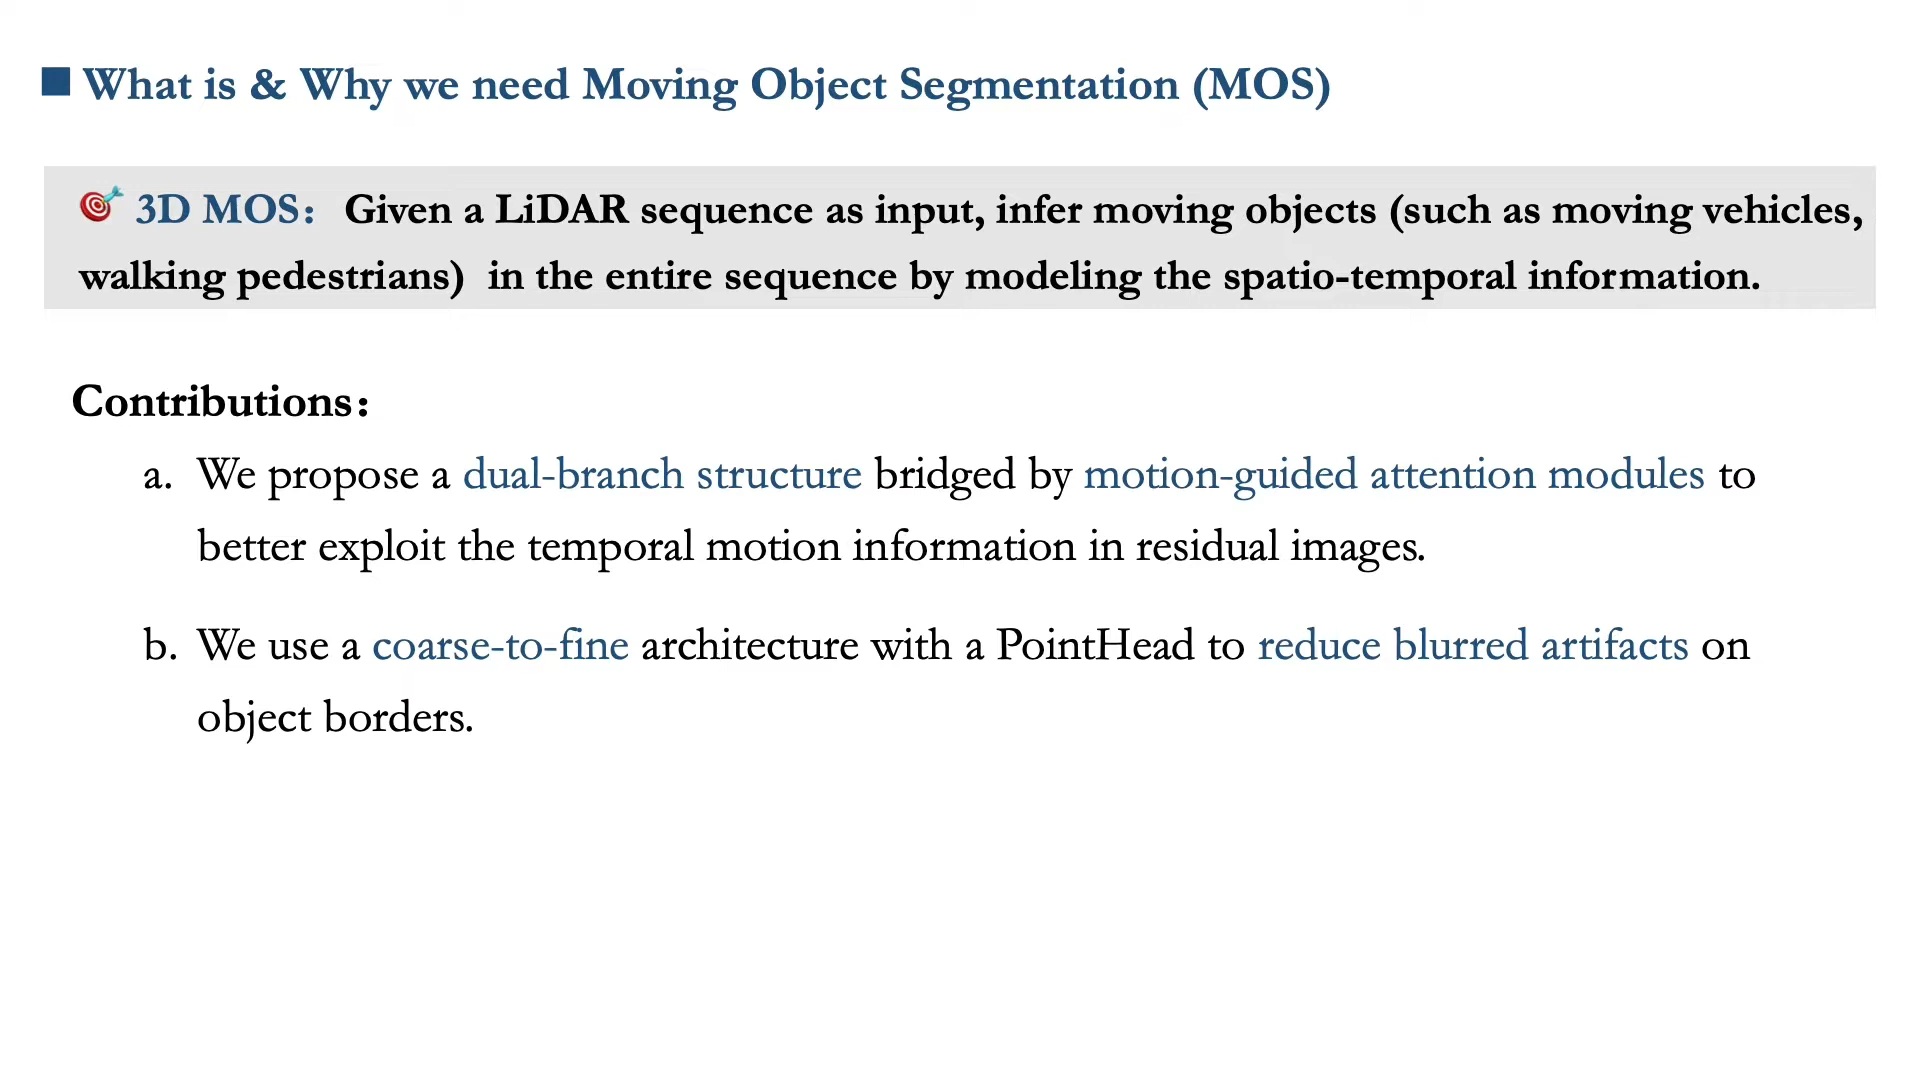 What is & Why we need Moving Object Segmentation (MOS)
3D MOS： Given a LiDAR sequence as input, infer moving objects (such as moving vehicles,
walking pedestrians) in the entire sequence by modeling the spatio-temporal information.
Contributions：
a. We propose a dual-branch structure bridged by motion-guided attention modules to
better exploit the temporal motion information in residual images.
b. We use a coarse-to-fine architecture with a PointHead to reduce blurred artifacts on
object borders.